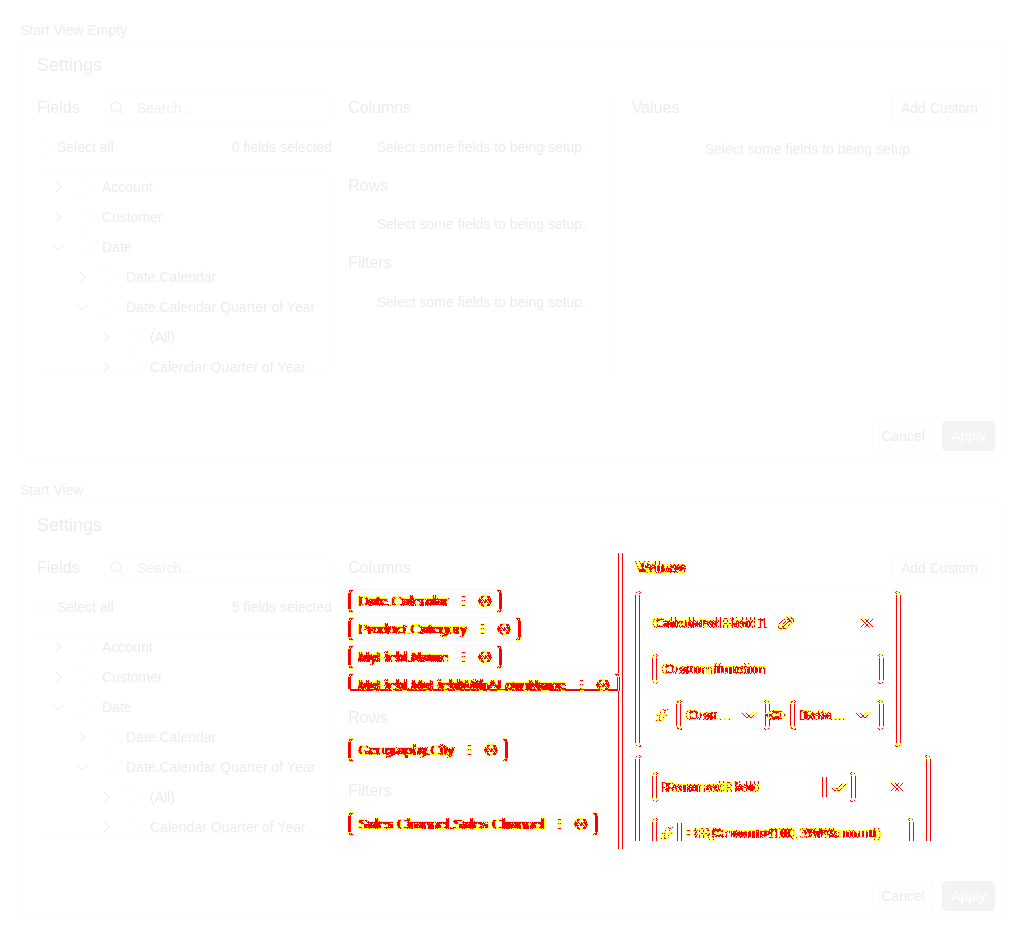 Start View Empty
Settings
Fields Search... Columns Values Add Custom
Select all 0 fields selected Select some fields to being setup. Select some fields to being setup.
Account Rows
Customer Select some fields to being setup.
Date Filters
Date.Calendar
Date.Calendar Quarter of Year Select some fields to being setup.
(All)
Calendar Quarter of Year
Cancel Apply
Start View
Settings
Fields Search... Columns Values Add Custom
Select all 5 fields selected Date.Calendar
Product.Category Calculated Field 1
Account MyField.Name
Customer Custom function
Date Rows
Date.Calendar Geography.City
Date.Calendar Quarter of Year
(All) Filters Renamed Field
Calendar Quarter of Year Sales Channel.Sales Channel
Cancel Apply